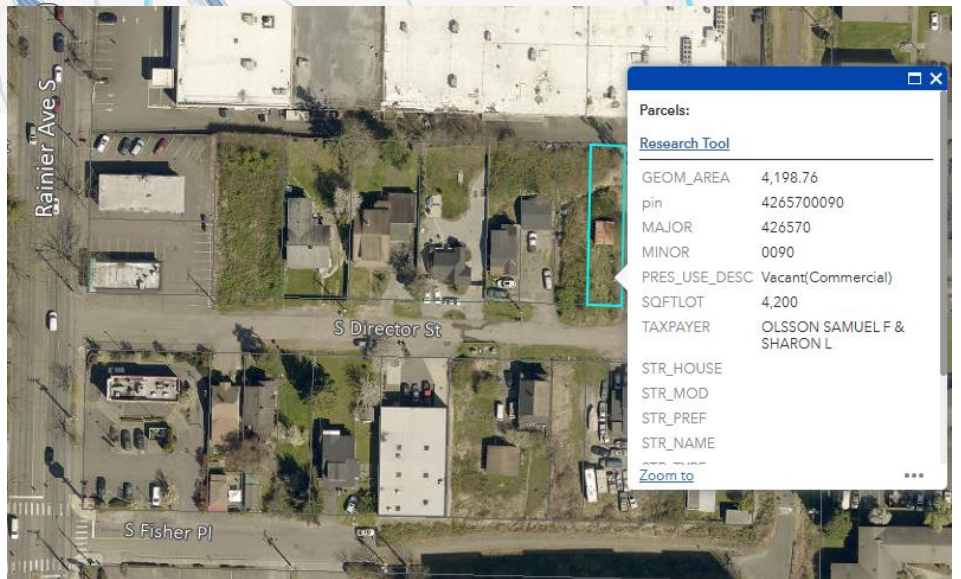 Rainier Ave S
S Director St
S Fisher Pl
Parcels:
Research Tool
GEOM_AREA 4,198.76
pin 4265700090
MAJOR 426570
MINOR 0090
PRES_USE_DESC Vacant(Commercial)
SQFTLOT 4,200
TAXPAYER OLSSON SAMUEL F &
SHARON L
STR_HOUSE
STR_MOD
STR_PREF
STR_NAME
STR_TYPE
Zoom to